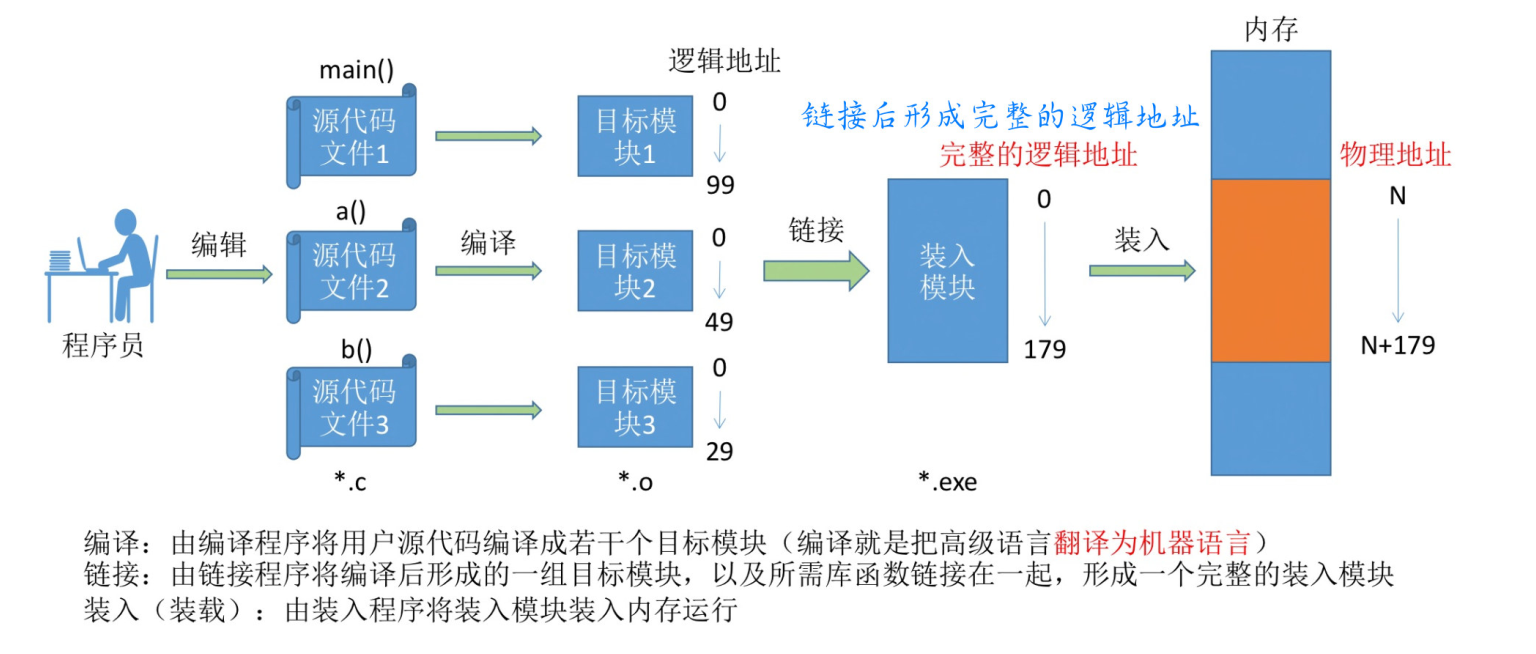 内存
main()
逻辑地址
源代码
文件1
目标模
块1
0
99
链接后形成完整的逻辑地址
完整的逻辑地址
物理地址
a()
编辑
源代码
文件2
编译
目标模
块2
0
49
链接
装入
模块
0
179
装入
N
N+179
程序员
b()
源代码
文件3
目标模
块3
0
29
*.c
*.o
*.exe
编译：由编译程序将用户源代码编译成若干个目标模块（编译就是把高级语言翻译为机器语言）
链接：由链接程序将编译后形成的一组目标模块，以及所需库函数链接在一起，形成一个完整的装入模块
装入（装载）：由装入程序将装入模块装入内存运行